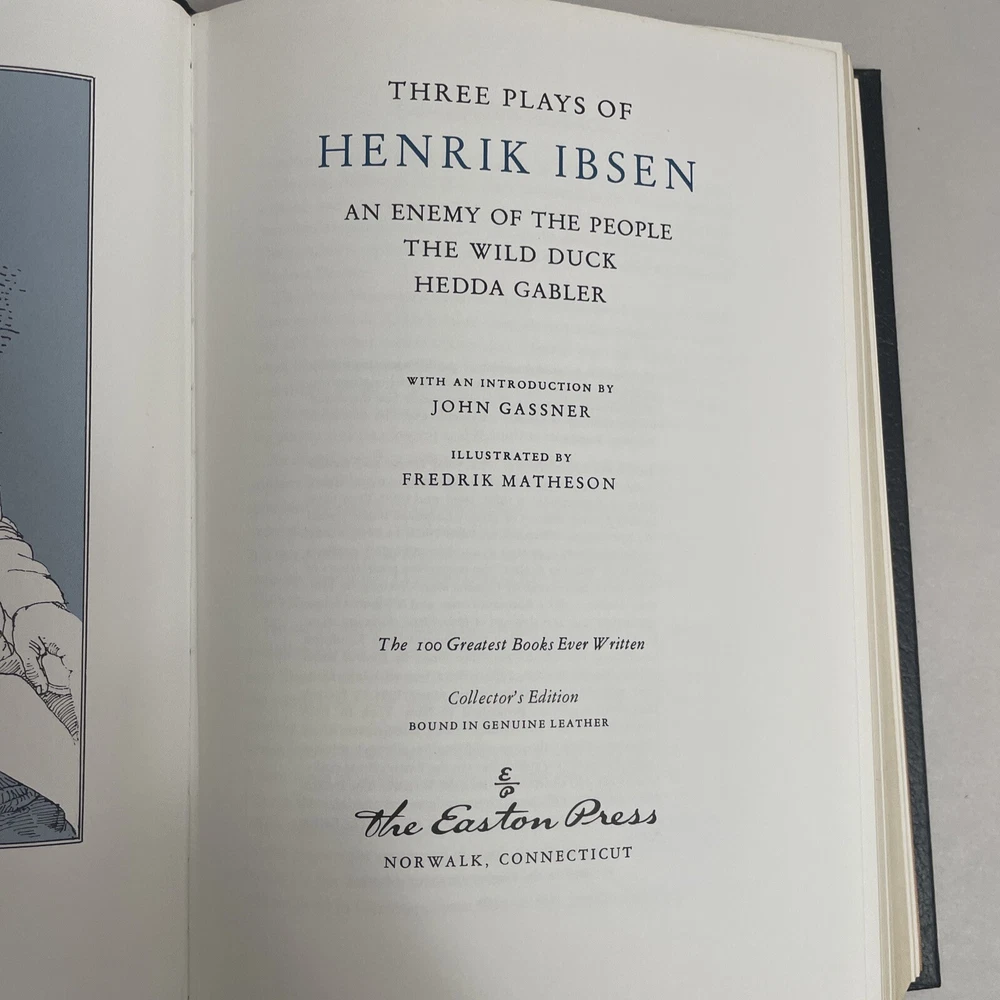 THREE PLAYS OF
HENRIK IBSEN
AN ENEMY OF THE PEOPLE
THE WILD DUCK
HEDDA GABLER
WITH AN INTRODUCTION BY
JOHN GASSNER
ILLUSTRATED BY
FREDRIK MATHESON
The 100 Greatest Books Ever Written
Collector's Edition
BOUND IN GENUINE LEATHER
E
P
The Easton Press
NORWALK, CONNECTICUT